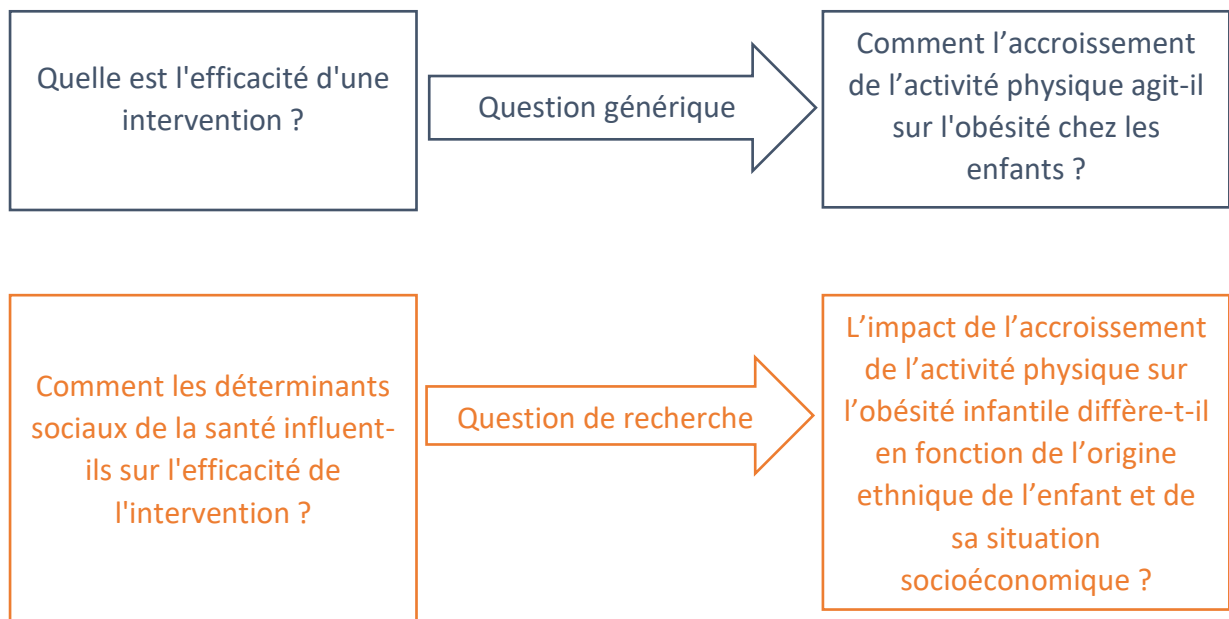 Quelle est l'efficacité d'une
intervention ?
Question générique
Comment l’accroissement
de l’activité physique agit-il
sur l'obésité chez les
enfants ?
Comment les déterminants
sociaux de la santé influent-
ils sur l'efficacité de
l'intervention ?
Question de recherche
L’impact de l’accroissement
de l’activité physique sur
l’obésité infantile diffère-t-il
en fonction de l’origine
ethnique de l’enfant et de
sa situation
socioéconomique ?